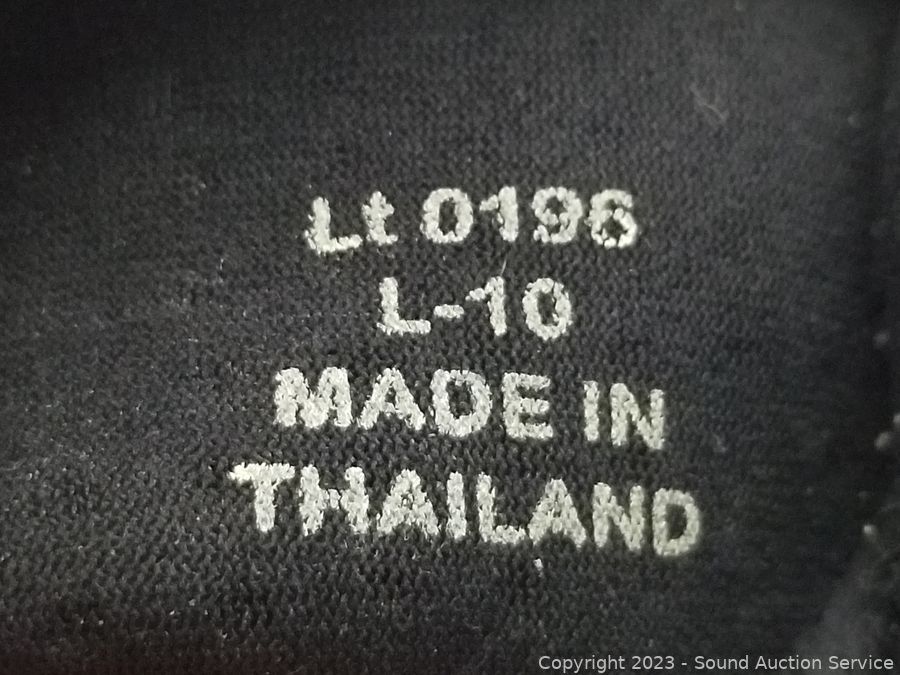 Lt 0196
L-10
MADE IN
THAILAND
Copyright 2023 - Sound Auction Service